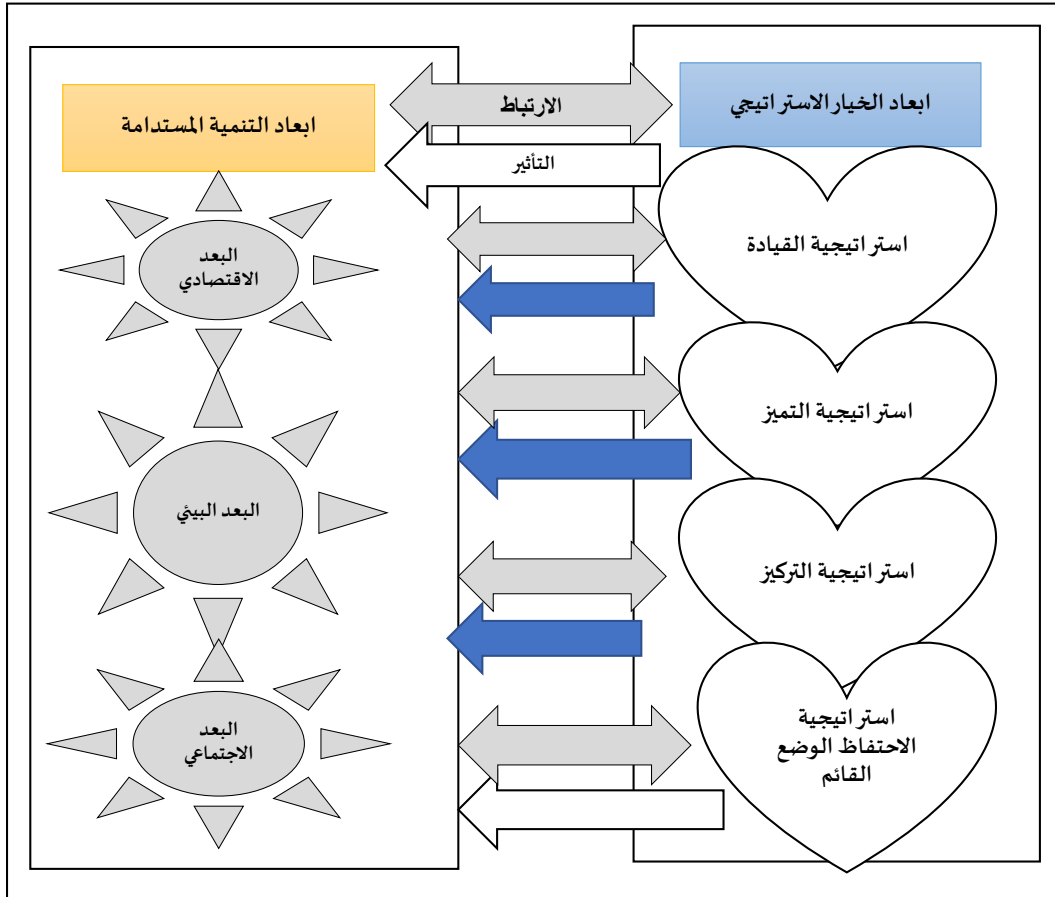 ابعاد الخيار الاستراتيجي
الارتباط
ابعاد التنمية المستدامة
التأثير
استراتيجية القيادة
البعد
الاقتصادي
استراتيجية التميز
البعد البيئي
استراتيجية التركيز
استراتيجية
الاحتفاظ الوضع
القائم
البعد
الاجتماعي